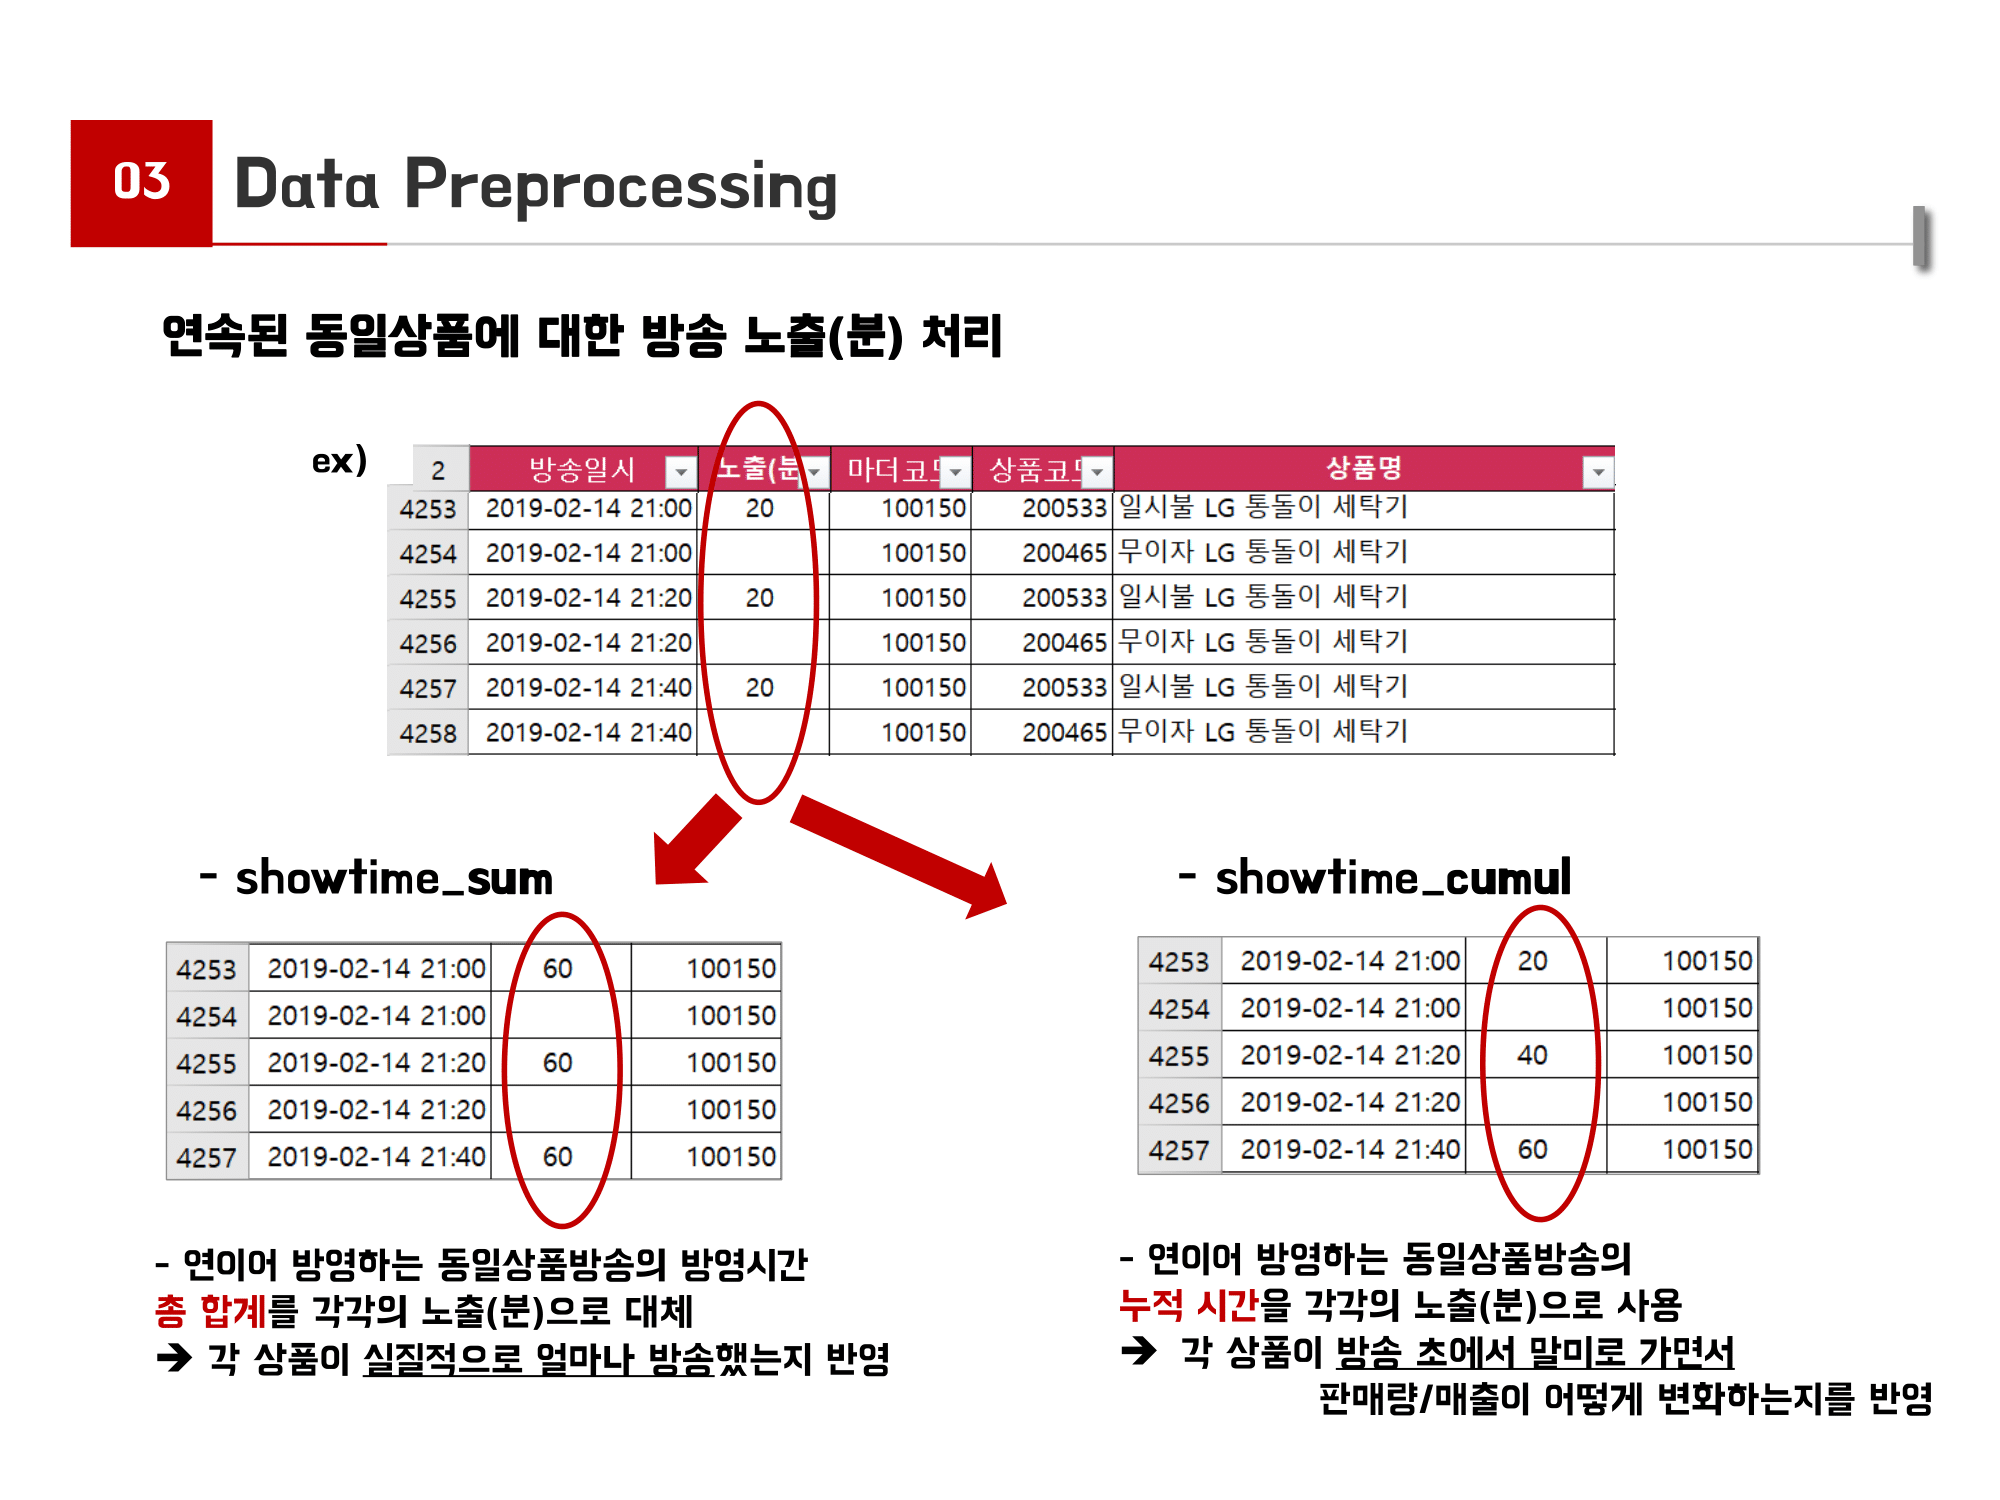 03
Data Preprocessing
연속된 동일상품에 대한 방송 노출(분) 처리
ex)
2 방송일시 노출(분 마더코 상품코 상품명
4253 2019-02-14 21:00 20 100150 200533 일시불 LG 통돌이 세탁기
4254 2019-02-14 21:00 100150 200465 무이자 LG 통돌이 세탁기
4255 2019-02-14 21:20 20 100150 200533 일시불 LG 통돌이 세탁기
4256 2019-02-14 21:20 100150 200465 무이자 LG 통돌이 세탁기
4257 2019-02-14 21:40 20 100150 200533 일시불 LG 통돌이 세탁기
4258 2019-02-14 21:40 100150 200465 무이자 LG 통돌이 세탁기
- showtime_sum
4253 2019-02-14 21:00 60 100150
4254 2019-02-14 21:00 100150
4255 2019-02-14 21:20 60 100150
4256 2019-02-14 21:20 100150
4257 2019-02-14 21:40 60 100150
- 연이어 방영하는 동일상품방송의 방영시간
총 합계를 각각의 노출(분)으로 대체
➔ 각 상품이 실질적으로 얼마나 방송했는지 반영
- showtime_cumul
4253 2019-02-14 21:00 20 100150
4254 2019-02-14 21:00 100150
4255 2019-02-14 21:20 40 100150
4256 2019-02-14 21:20 100150
4257 2019-02-14 21:40 60 100150
- 연이어 방영하는 동일상품방송의
누적 시간을 각각의 노출(분)으로 사용
➔ 각 상품이 방송 초에서 말미로 가면서
판매량/매출이 어떻게 변화하는지를 반영